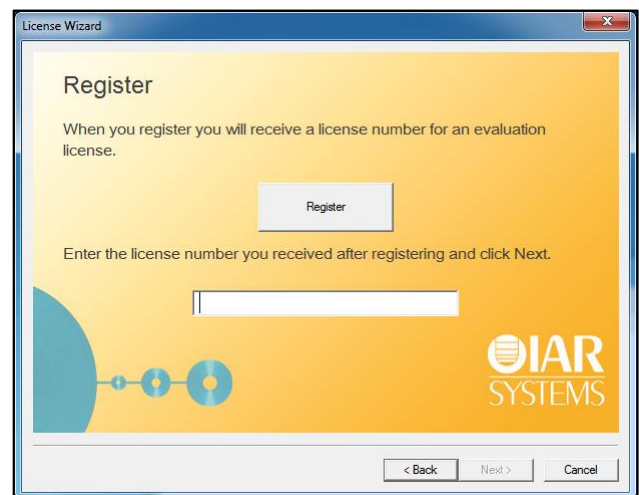 License Wizard
Register
When you register you will receive a license number for an evaluation
license.
Register
Enter the license number you received after registering and click Next.
IAR
SYSTEMS
< Back Next > Cancel